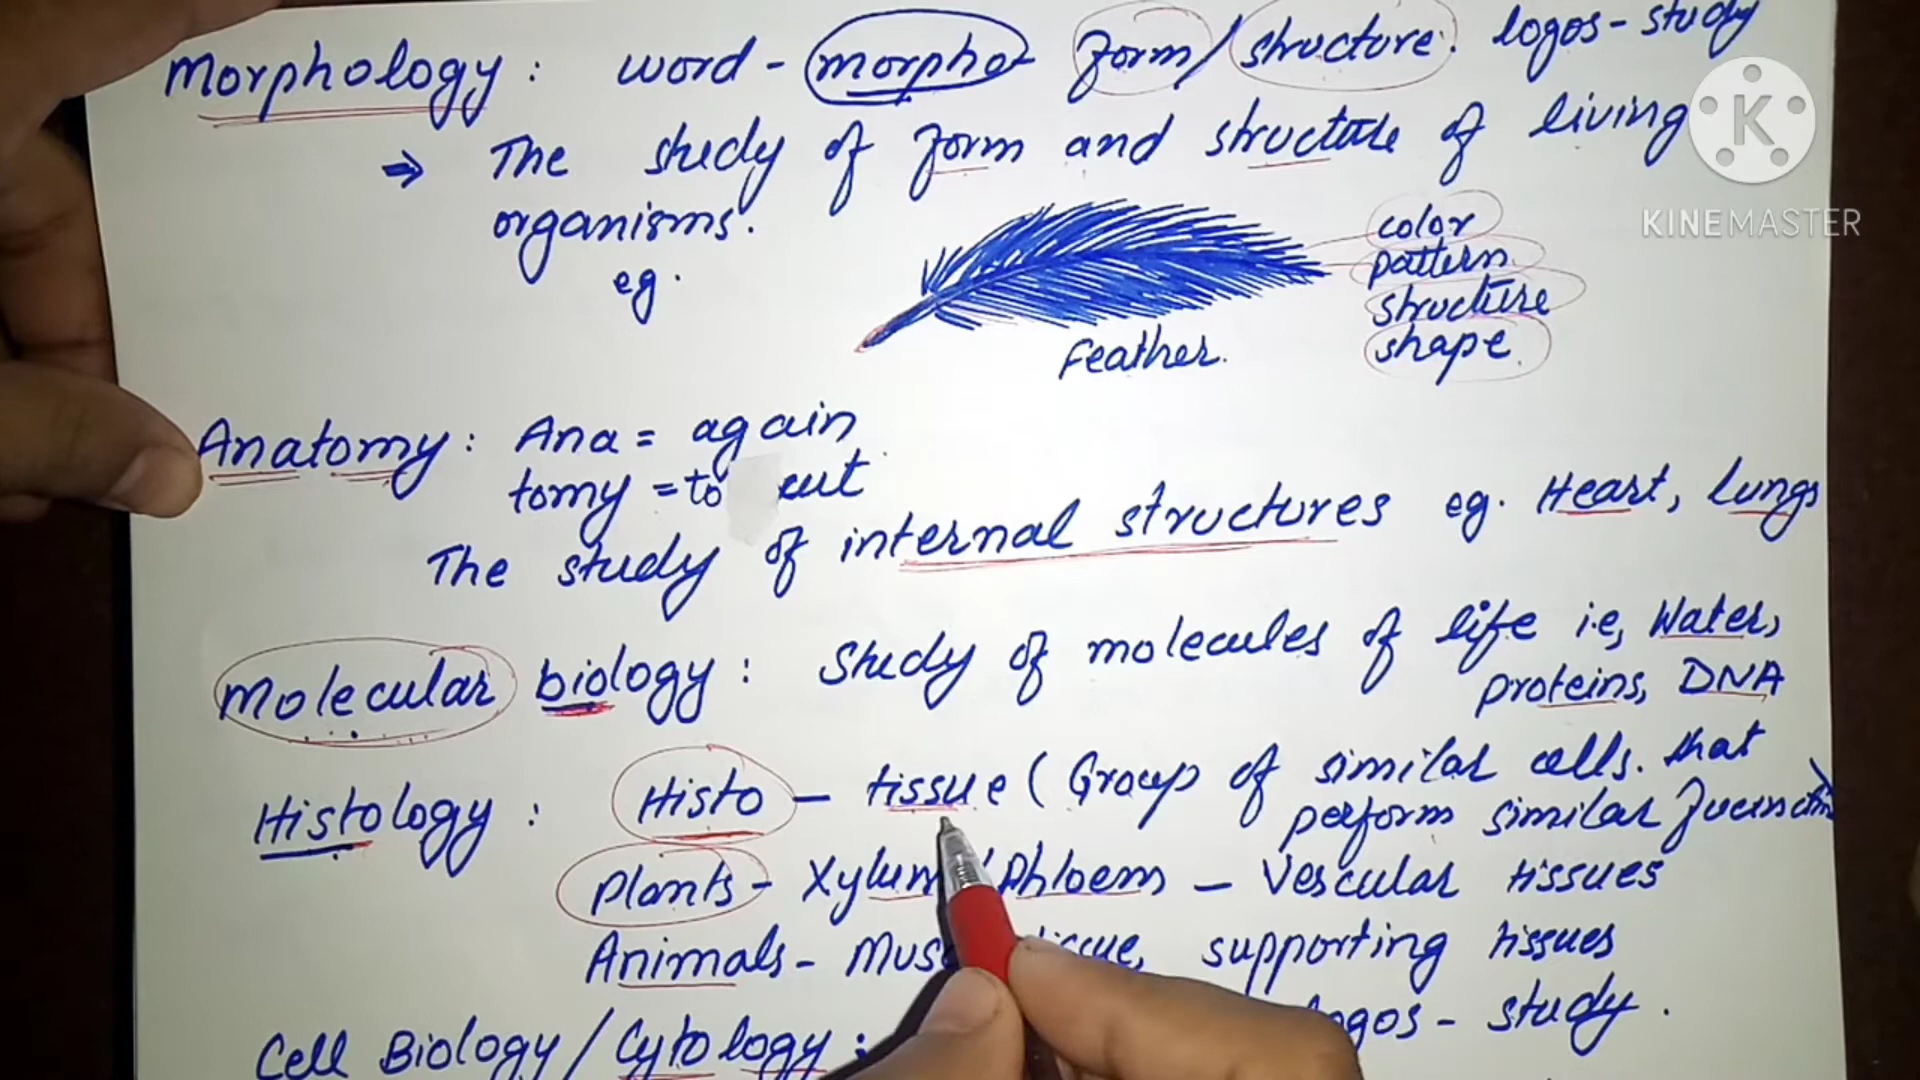 Morphology: word - morpho- form/structure. logos-study
⇒ The study of form and structure of living
organisms.
eg.
color
pattern
structure
shape.
Feather.
K
KINEMASTER
Anatomy: Ana = again
tomy = to cut
The study of internal structures eg. Heart, lungs
Molecular biology: Study of molecules of life i.e, Water,
proteins, DNA
Histology: Histo - tissue (Group of similar cells. that
perform similar
Plants - Xylum/Phloem - Vescular tissues
Animals - supporting tissues
Cell Biology/Cytology: logos - study.